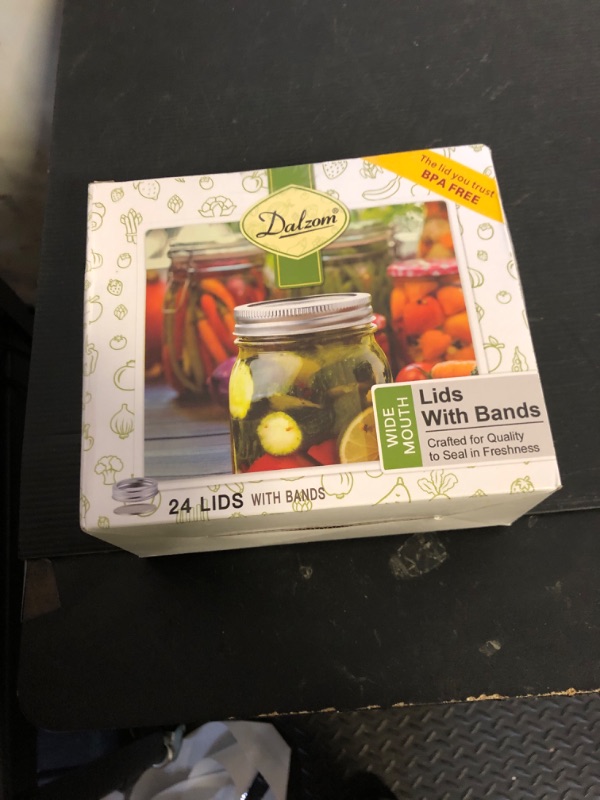 The lid you trust
BPA FREE
Dalzom®
WIDE
MOUTH
Lids
With Bands
Crafted for Quality
to Seal in Freshness
24 LIDS WITH BANDS